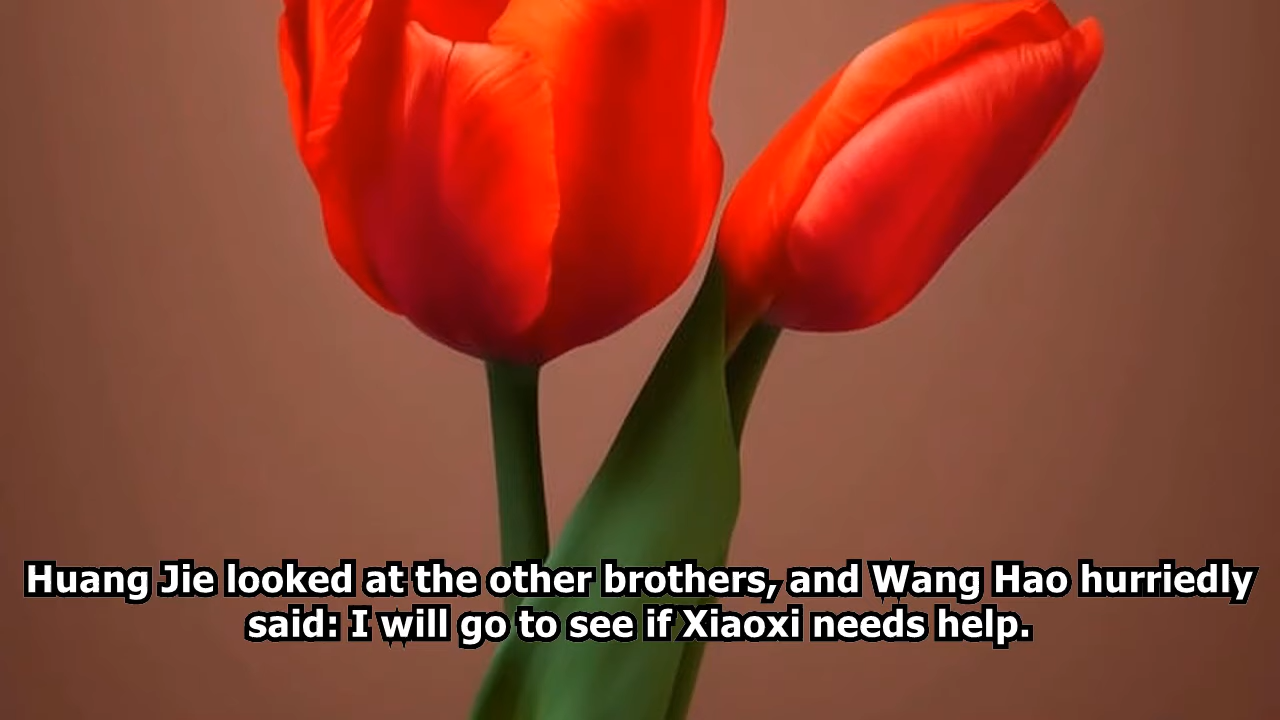 Huang Jie looked at the other brothers, and Wang Hao hurriedly
said: I will go to see if Xiaoxi needs help.